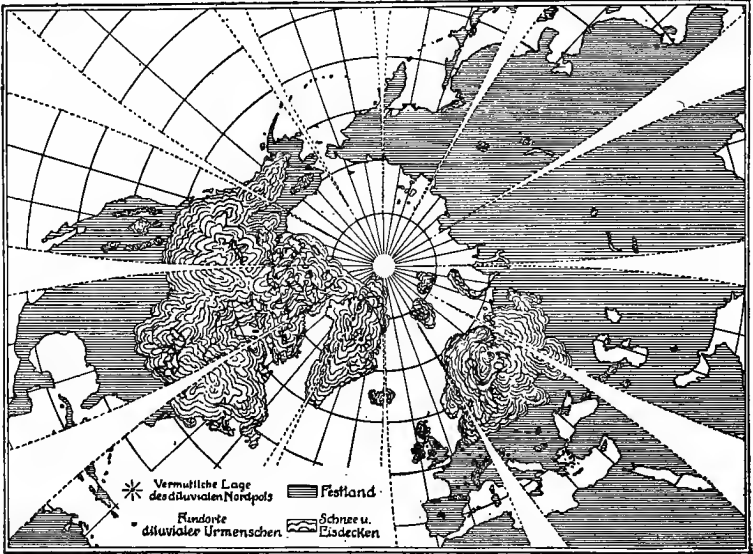 Vermutliche Lage
des diluvialen Nordpols
Festland
Fundorte
diluvialer Urmenschen
Schnee u.
Eisdecken